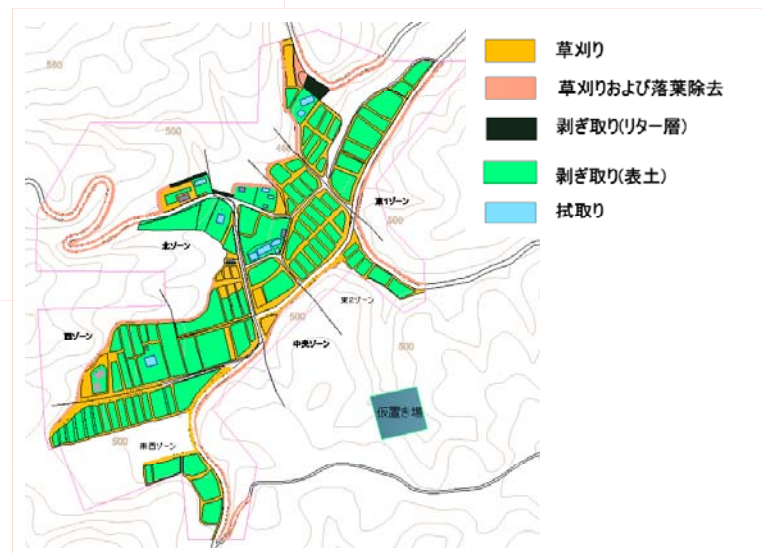 草刈り
草刈りおよび落葉除去
剥ぎ取り(リター層)
剥ぎ取り(表土)
拭取り
560
500
500
東1ゾーン
500
北ゾーン
東2ゾーン
500
西ゾーン
中央ゾーン
500
仮置き場
500
南西ゾーン